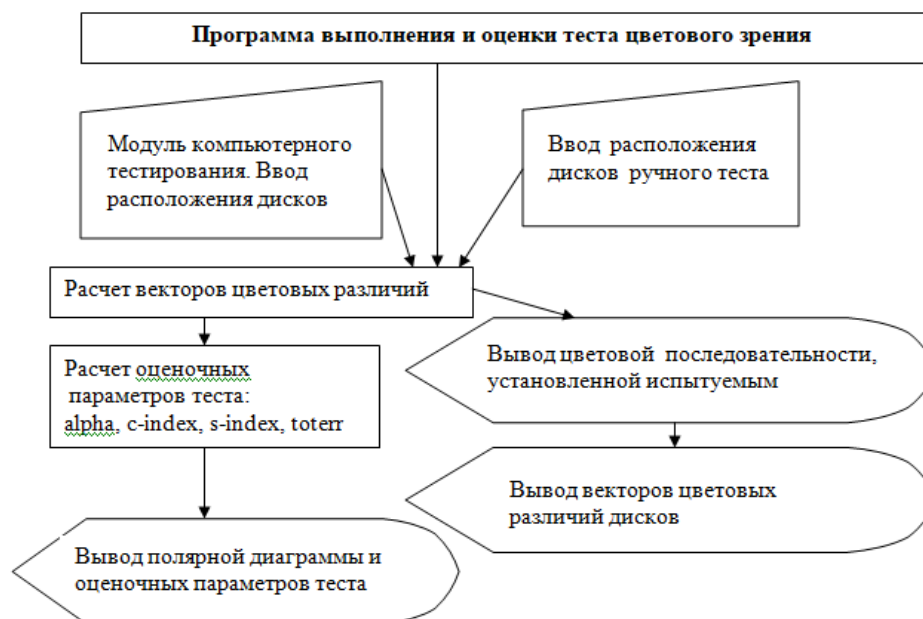 Программа выполнения и оценки теста цветового зрения
Модуль компьютерного
тестирования. Ввод
расположения дисков
Ввод расположения
дисков ручного теста
Расчет векторов цветовых различий
Расчет оценочных
параметров теста:
alpha, c-index, s-index, toterr
Вывод цветовой последовательности,
установленной испытуемым
Вывод векторов цветовых
различий дисков
Вывод полярной диаграммы и
оценочных параметров теста